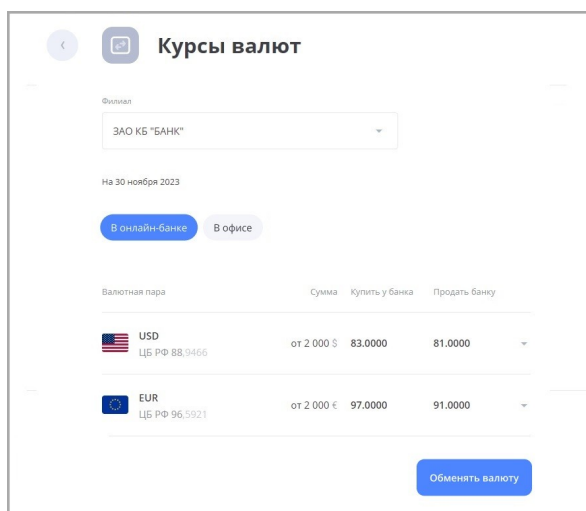 Курсы валют
Филиал
ЗАО КБ "БАНК"
На 30 ноября 2023
В онлайн-банке В офисе
Валютная пара Сумма Купить у банка Продать банку
USD
ЦБ РФ 88,9466 от 2 000 $ 83.0000 81.0000
EUR
ЦБ РФ 96,5921 от 2 000 € 97.0000 91.0000
Обменять валюту